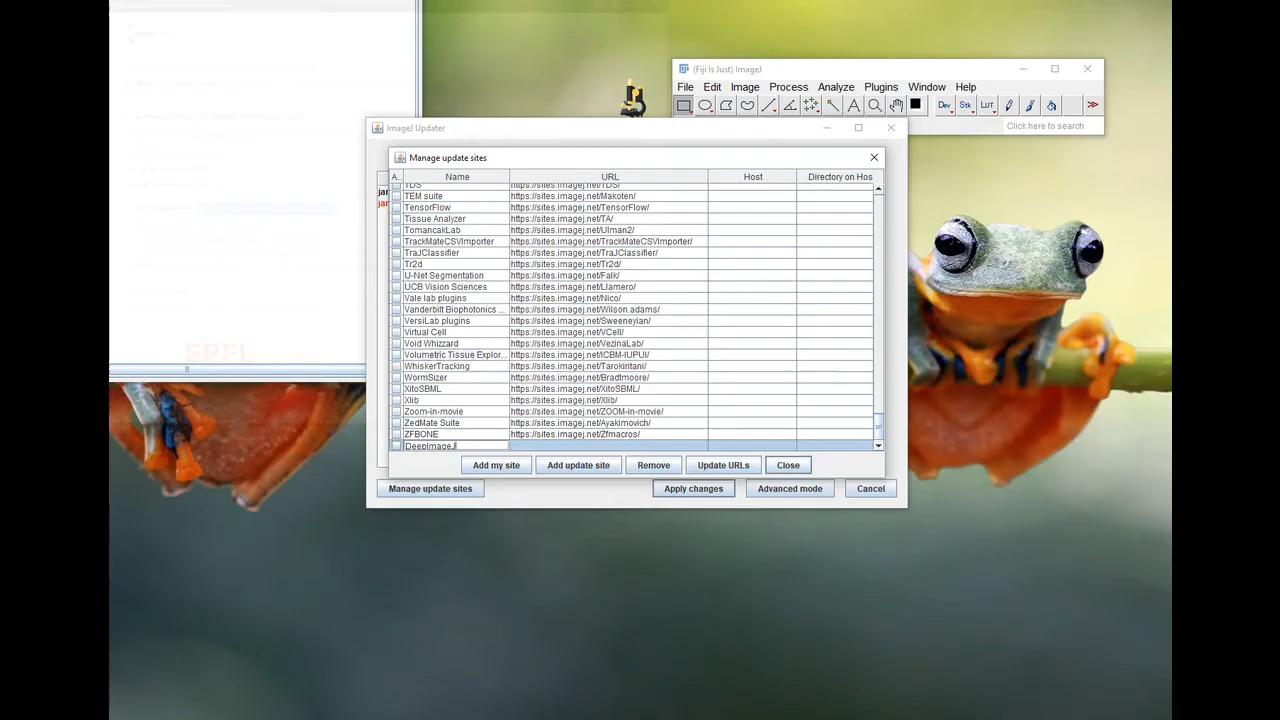 (Fiji Is Just) ImageJ
File Edit Image Process Analyze Plugins Window Help
Dev Stk LUT >>
Click here to search
ImageJ Updater
Manage update sites
A... Name URL Host Directory on Hos
TDS https://sites.imagej.net/TDS/
TEM suite https://sites.imagej.net/Makoten/
TensorFlow https://sites.imagej.net/TensorFlow/
Tissue Analyzer https://sites.imagej.net/TA/
TomancakLab https://sites.imagej.net/Ulman2/
TrackMateCSVImporter https://sites.imagej.net/TrackMateCSVImporter/
TraJClassifier https://sites.imagej.net/TraJClassifier/
Tr2d https://sites.imagej.net/Tr2d/
U-Net Segmentation https://sites.imagej.net/Falk/
UCB Vision Sciences https://sites.imagej.net/Llamero/
Vale lab plugins https://sites.imagej.net/Nico/
Vanderbilt Biophotonics ... https://sites.imagej.net/Wilson.adams/
VersiLab plugins https://sites.imagej.net/Sweeneyian/
Virtual Cell https://sites.imagej.net/VCell/
Void Whizzard https://sites.imagej.net/VezinaLab/
Volumetric Tissue Explor... https://sites.imagej.net/ICBM-IUPUI/
WhiskerTracking https://sites.imagej.net/Tarokiritani/
WormSizer https://sites.imagej.net/Bradtmoore/
XitoSBML https://sites.imagej.net/XitoSBML/
Xlib https://sites.imagej.net/Xlib/
Zoom-in-movie https://sites.imagej.net/ZOOM-in-movie/
ZedMate Suite https://sites.imagej.net/Ayakimovich/
ZFBONE https://sites.imagej.net/Zfmacros/
DeepImageJ
Add my site Add update site Remove Update URLs Close
Manage update sites Apply changes Advanced mode Cancel
jar
jar
EPFL